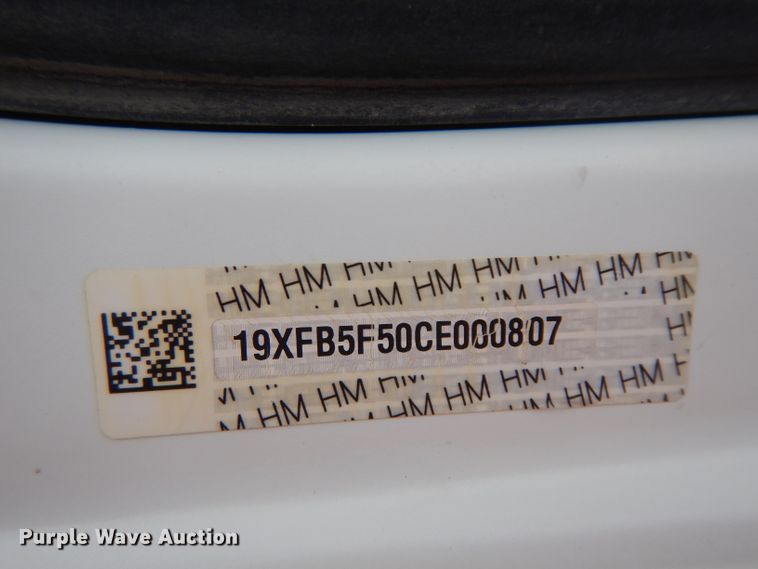 HM HM HM HM HM HM HM
HM HM HM HM HM HM
19XFB5F50CE000807
HM
HM HM HM HM HM
HM HM HM HM HM HM
Purple Wave Auction